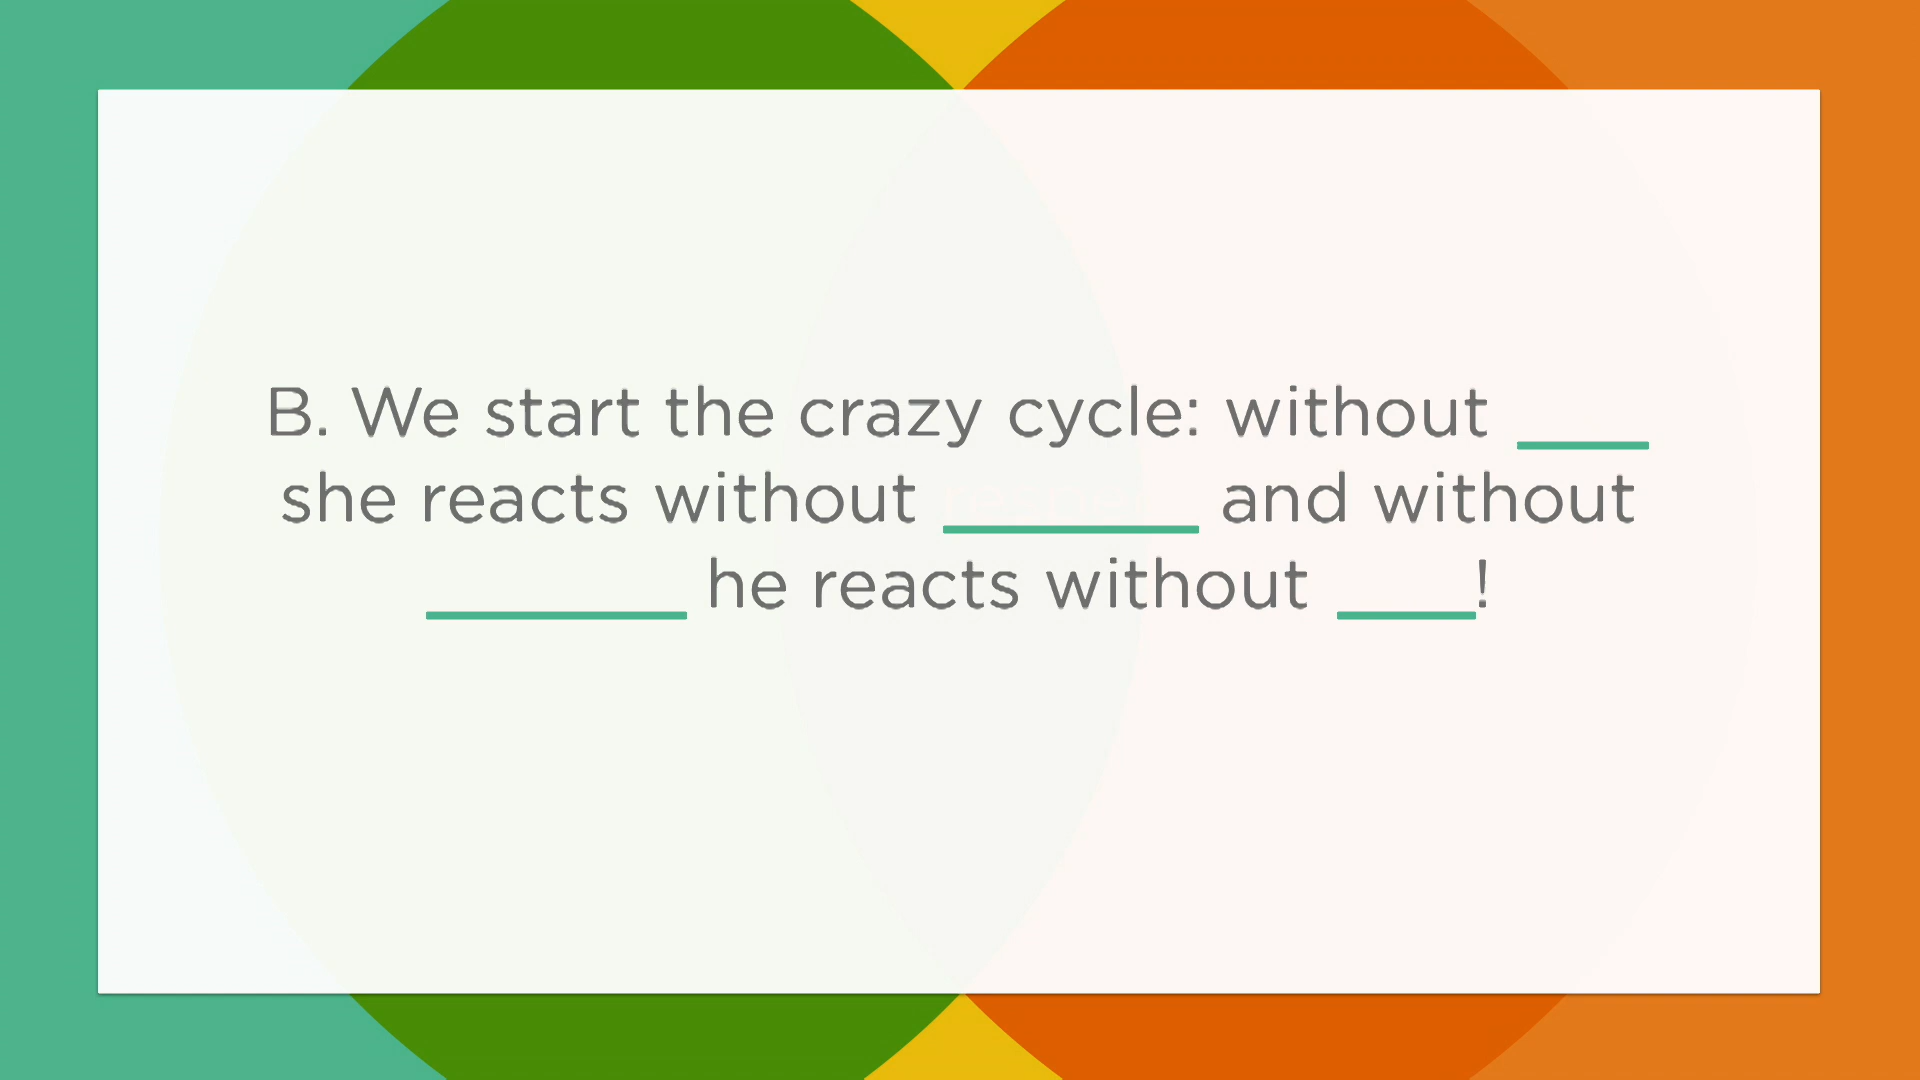 B. We start the crazy cycle: without ____
she reacts without ________ and without
________ he reacts without ____!